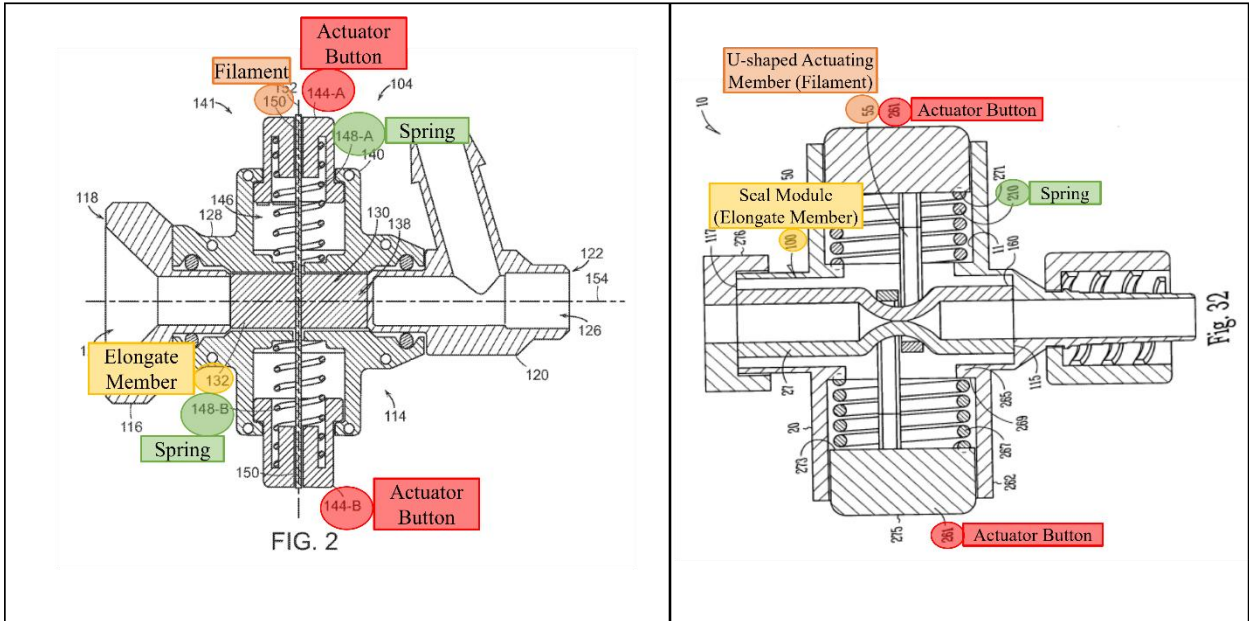 Actuator
Button
Filament
152
150
144-A
104
141
148-A
Spring
140
118
128
146
130
138
122
154
126
Elongate
Member
132
120
148-B
114
116
Spring
150
144-B
Actuator
Button
FIG. 2
U-shaped Actuating
Member (Filament)
10
55
261
Actuator Button
50
271
210
Spring
Seal Module
(Elongate Member)
100
117
276
11
160
Fig. 32
27
115
265
269
20
267
273
262
275
261
Actuator Button